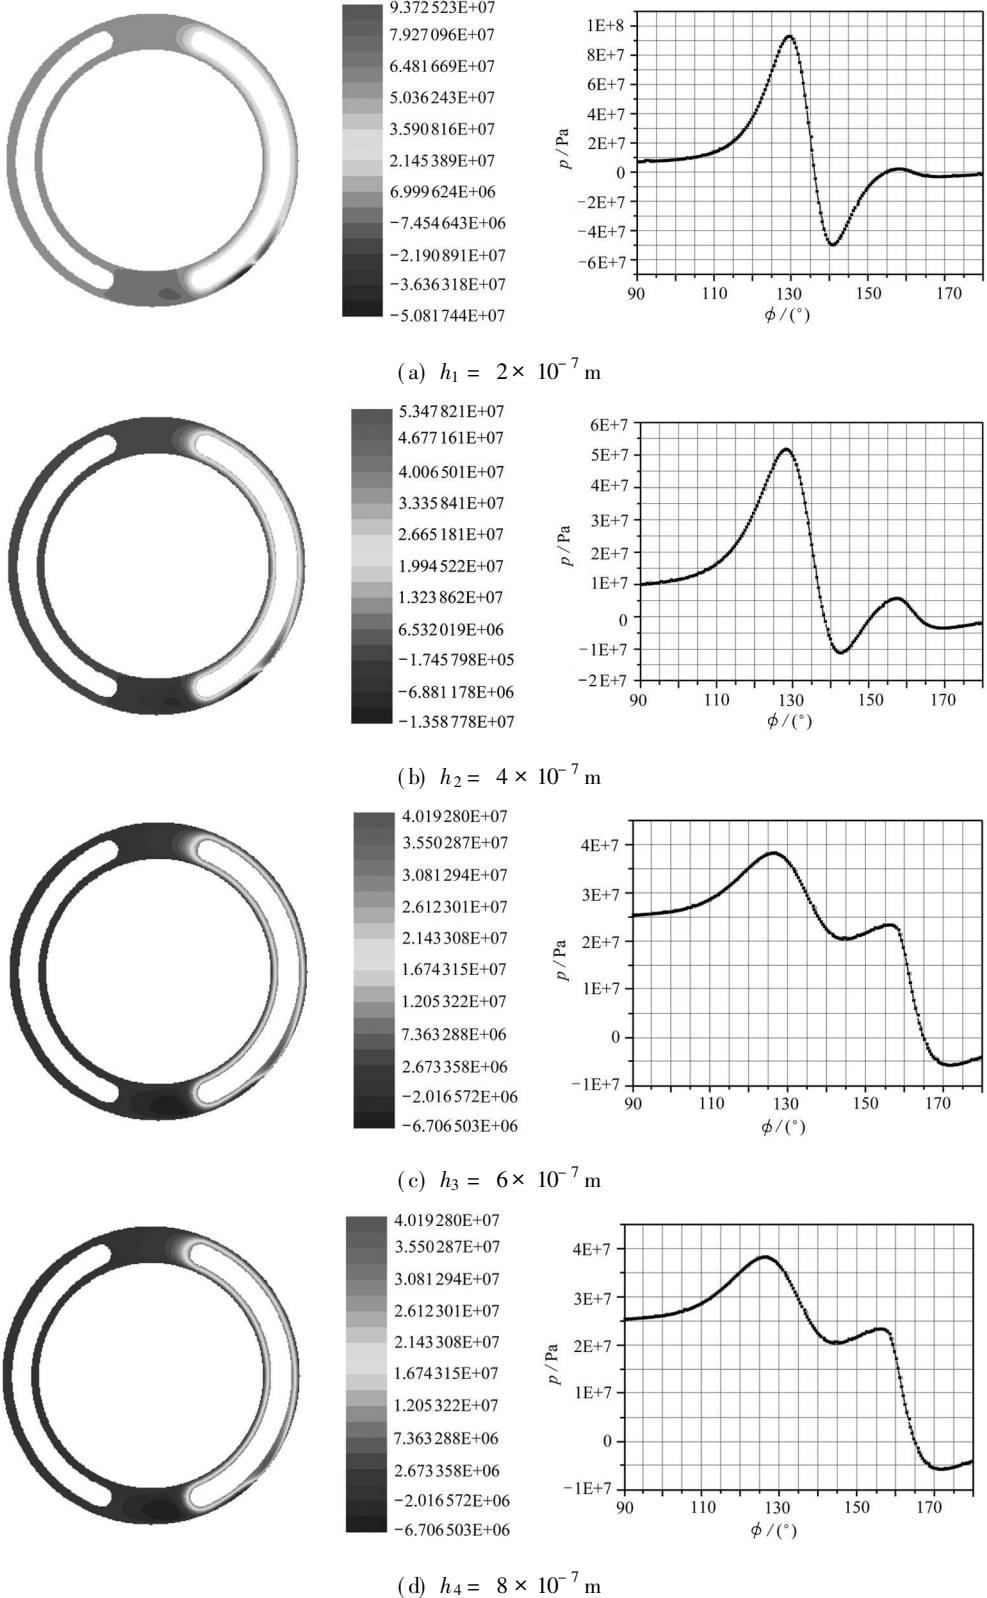 9.372523E+07
7.927096E+07
6.481669E+07
5.036243E+07
3.590816E+07
2.145389E+07
6.999624E+06
−7.454643E+06
−2.190891E+07
−3.636318E+07
−5.081744E+07
1E+8
8E+7
6E+7
4E+7
2E+7
0
−2E+7
−4E+7
−6E+7
p/Pa
90 110 130 150 170
ϕ/(°)
(a) h1 = 2× 10−7 m
5.347821E+07
4.677161E+07
4.006501E+07
3.335841E+07
2.665181E+07
1.994522E+07
1.323862E+07
6.532019E+06
−1.745798E+05
−6.881178E+06
−1.358778E+07
6E+7
5E+7
4E+7
3E+7
2E+7
1E+7
0
−1E+7
−2E+7
p/Pa
90 110 130 150 170
ϕ/(°)
(b) h2 = 4× 10−7 m
4.019280E+07
3.550287E+07
3.081294E+07
2.612301E+07
2.143308E+07
1.674315E+07
1.205322E+07
7.363288E+06
2.673358E+06
−2.016572E+06
−6.706503E+06
4E+7
3E+7
2E+7
1E+7
0
−1E+7
p/Pa
90 110 130 150 170
ϕ/(°)
(c) h3 = 6× 10−7 m
4.019280E+07
3.550287E+07
3.081294E+07
2.612301E+07
2.143308E+07
1.674315E+07
1.205322E+07
7.363288E+06
2.673358E+06
−2.016572E+06
−6.706503E+06
4E+7
3E+7
2E+7
1E+7
0
−1E+7
p/Pa
90 110 130 150 170
ϕ/(°)
(d) h4 = 8× 10−7 m